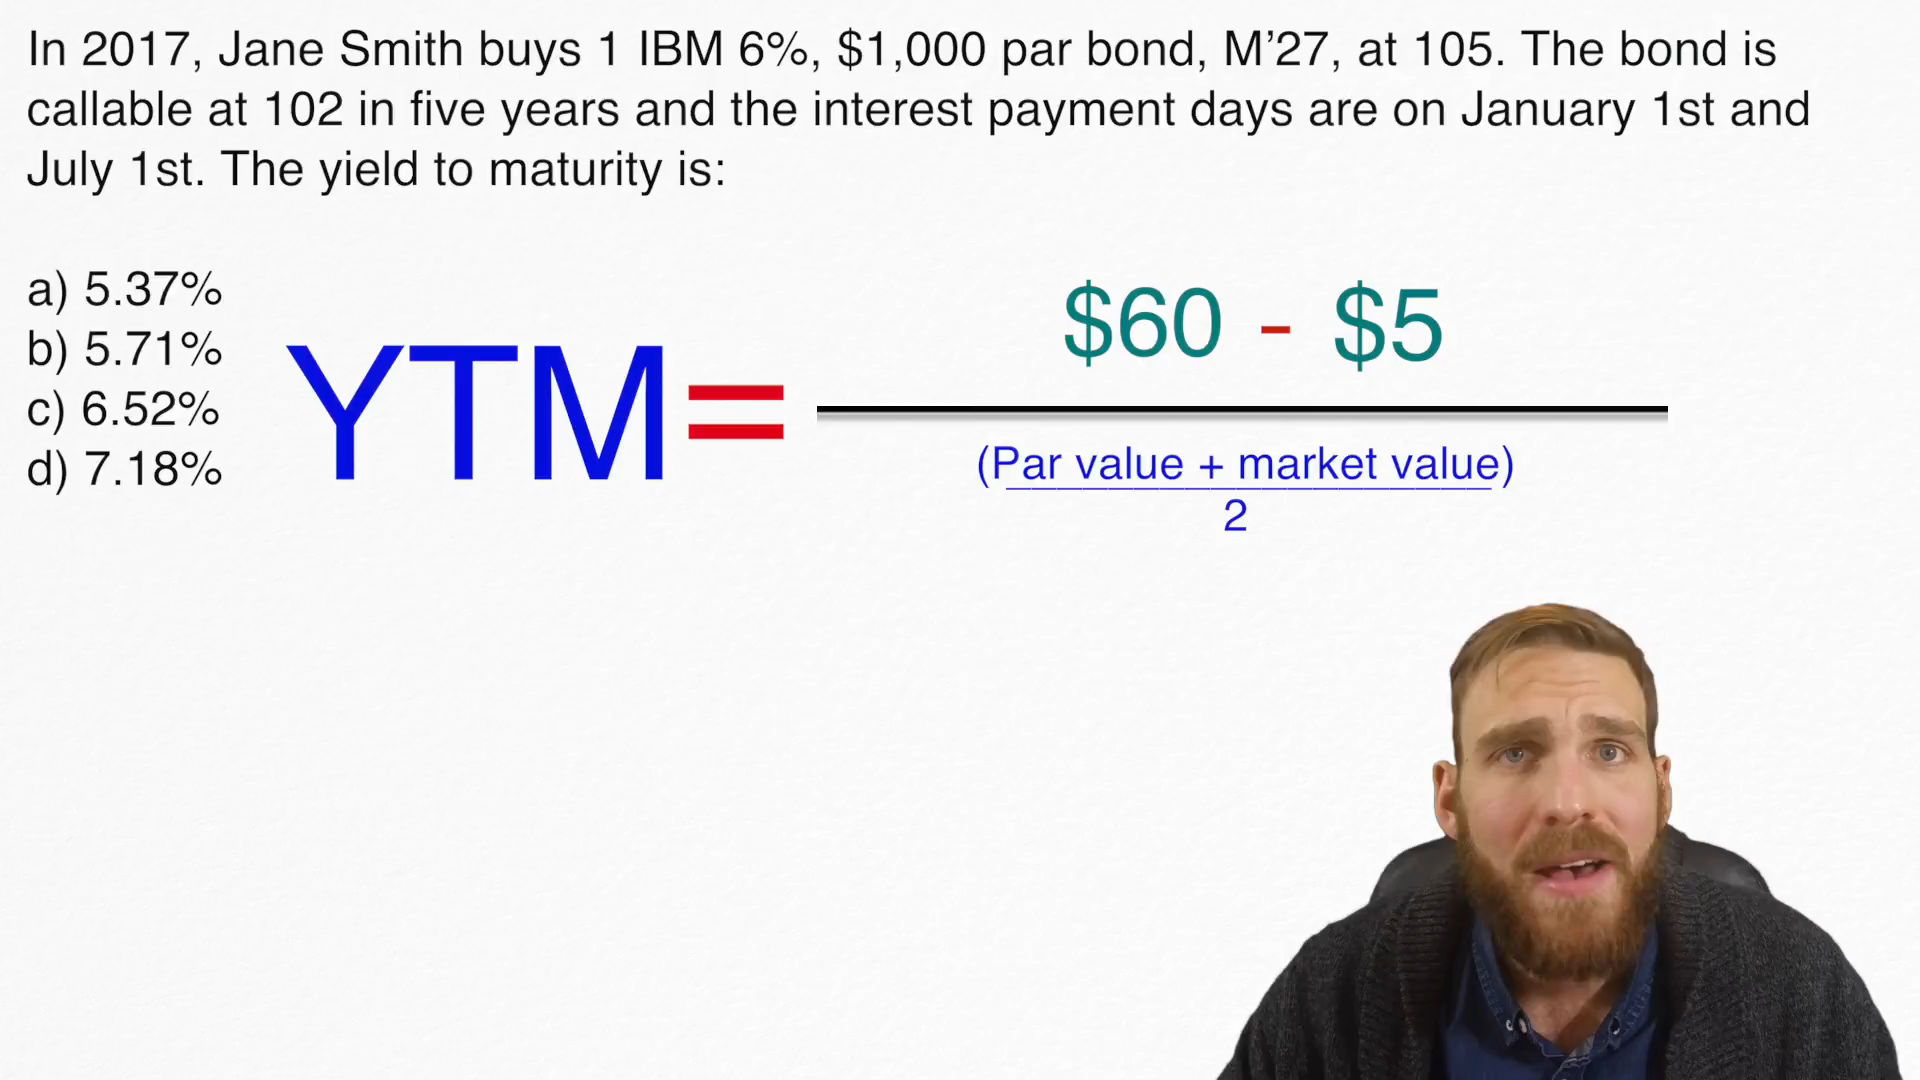 In 2017, Jane Smith buys 1 IBM 6%, $1,000 par bond, M’27, at 105. The bond is
callable at 102 in five years and the interest payment days are on January 1st and
July 1st. The yield to maturity is:
a) 5.37%
b) 5.71%
c) 6.52%
d) 7.18%
YTM=
$60 - $5
(Par value + market value)
2